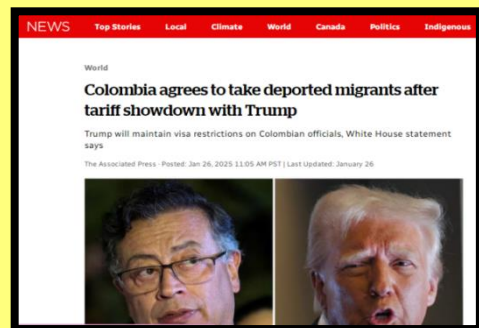 NEWS Top Stories Local Climate World Canada Politics Indigenous
World
Colombia agrees to take deported migrants after
tariff showdown with Trump
Trump will maintain visa restrictions on Colombian officials, White House statement
says
The Associated Press · Posted: Jan 26, 2025 11:05 AM PST | Last Updated: January 26